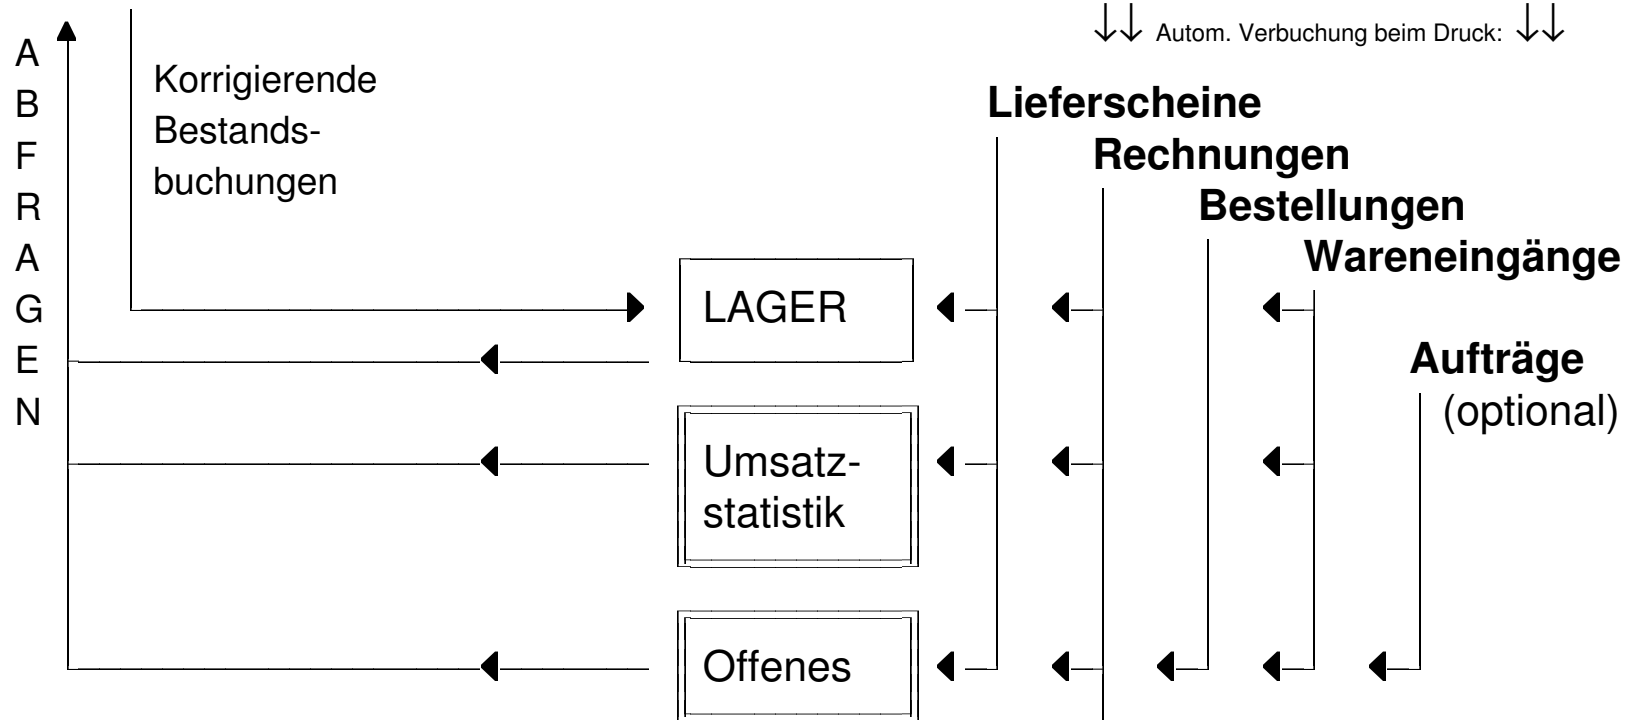 ↓↓ Autom. Verbuchung beim Druck: ↓↓
A
B
F
R
A
G
E
N
Korrigierende
Bestands-
buchungen
Lieferscheine
Rechnungen
Bestellungen
Wareneingänge
LAGER
Aufträge
(optional)
Umsatz-
statistik
Offenes